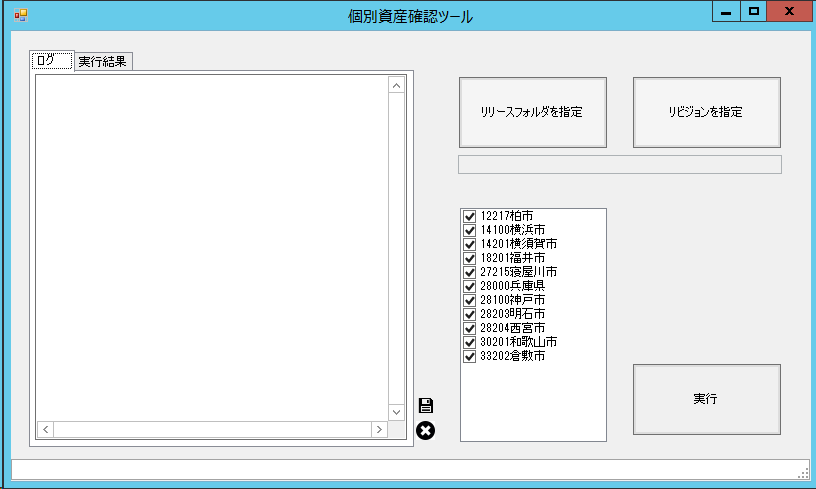 個別資産確認ツール
ログ
実行結果
リリースフォルダを指定
リビジョンを指定
12217柏市
14100横浜市
14201横須賀市
18201福井市
27215寝屋川市
28000兵庫県
28100神戸市
28203明石市
28204西宮市
30201和歌山市
33202倉敷市
実行